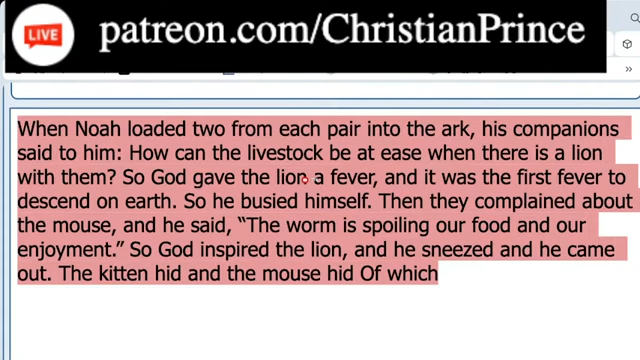 LIVE
patreon.com/ChristianPrince
When Noah loaded two from each pair into the ark, his companions
said to him: How can the livestock be at ease when there is a lion
with them? So God gave the lion a fever, and it was the first fever to
descend on earth. So he busied himself. Then they complained about
the mouse, and he said, “The worm is spoiling our food and our
enjoyment.” So God inspired the lion, and he sneezed and he came
out. The kitten hid and the mouse hid Of which